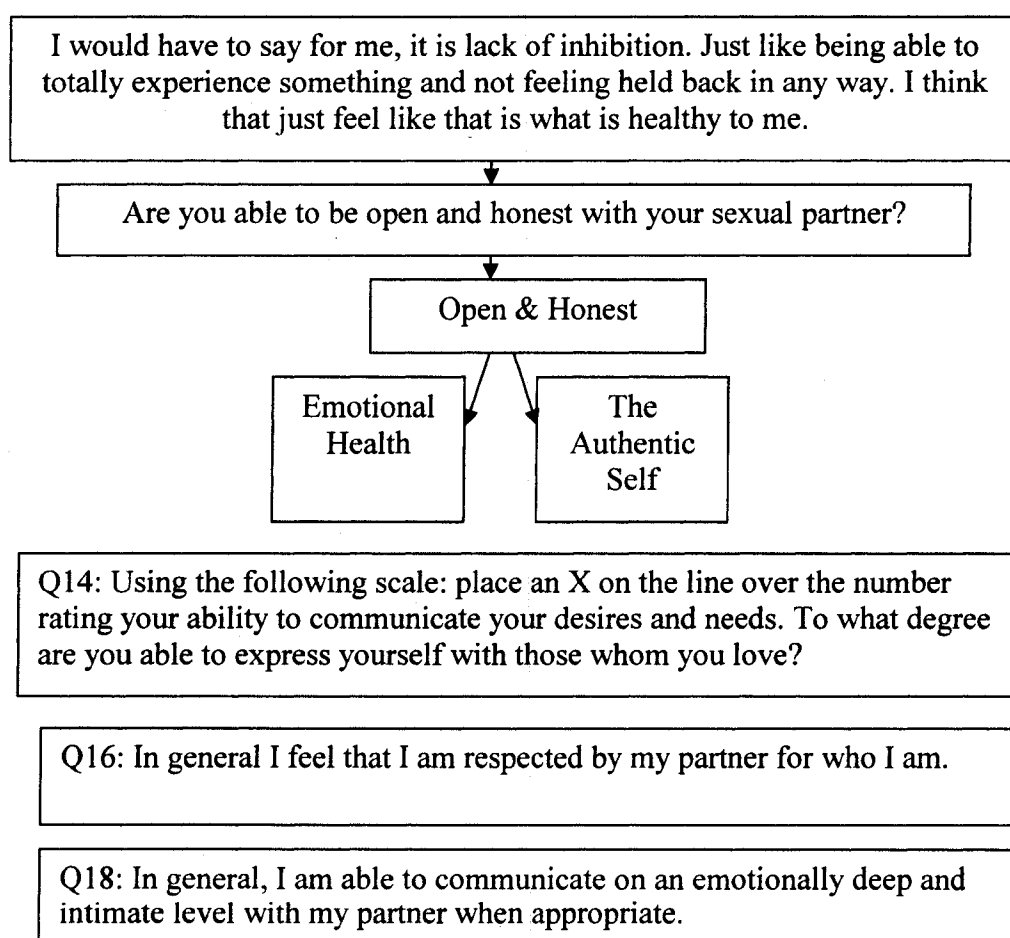 I would have to say for me, it is lack of inhibition. Just like being able to
totally experience something and not feeling held back in any way. I think
that just feel like that is what is healthy to me.
Are you able to be open and honest with your sexual partner?
Open & Honest
Emotional
Health
The
Authentic
Self
Q14: Using the following scale: place an X on the line over the number
rating your ability to communicate your desires and needs. To what degree
are you able to express yourself with those whom you love?
Q16: In general I feel that I am respected by my partner for who I am.
Q18: In general, I am able to communicate on an emotionally deep and
intimate level with my partner when appropriate.